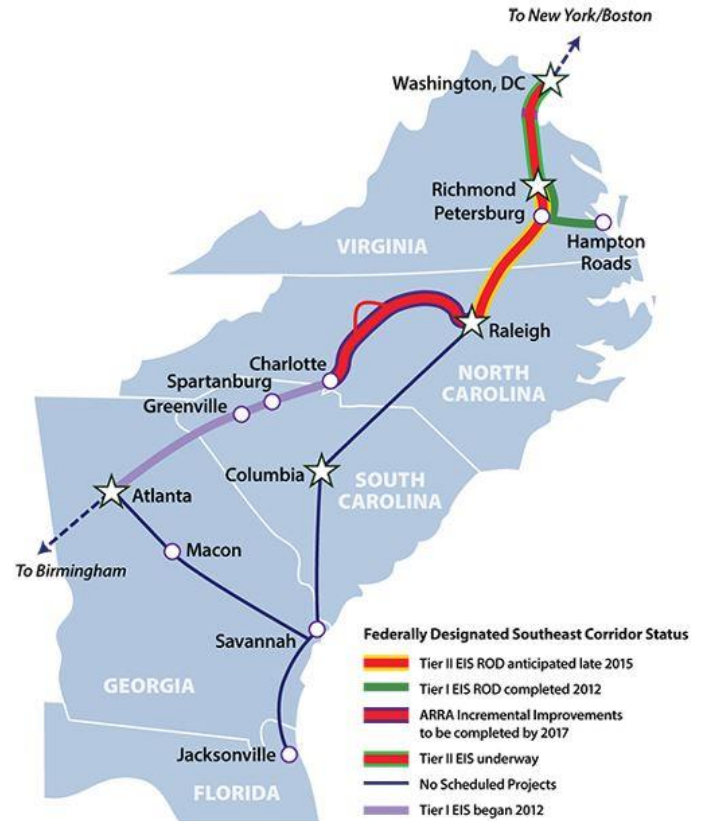 To New York/Boston
Washington, DC
Richmond
Petersburg
Hampton
Roads
VIRGINIA
Raleigh
Charlotte
NORTH
CAROLINA
Spartanburg
Greenville
Columbia
SOUTH
CAROLINA
Atlanta
Macon
To Birmingham
Savannah
GEORGIA
Jacksonville
FLORIDA
Federally Designated Southeast Corridor Status
Tier II EIS ROD anticipated late 2015
Tier I EIS ROD completed 2012
ARRA Incremental Improvements
to be completed by 2017
Tier II EIS underway
No Scheduled Projects
Tier I EIS began 2012